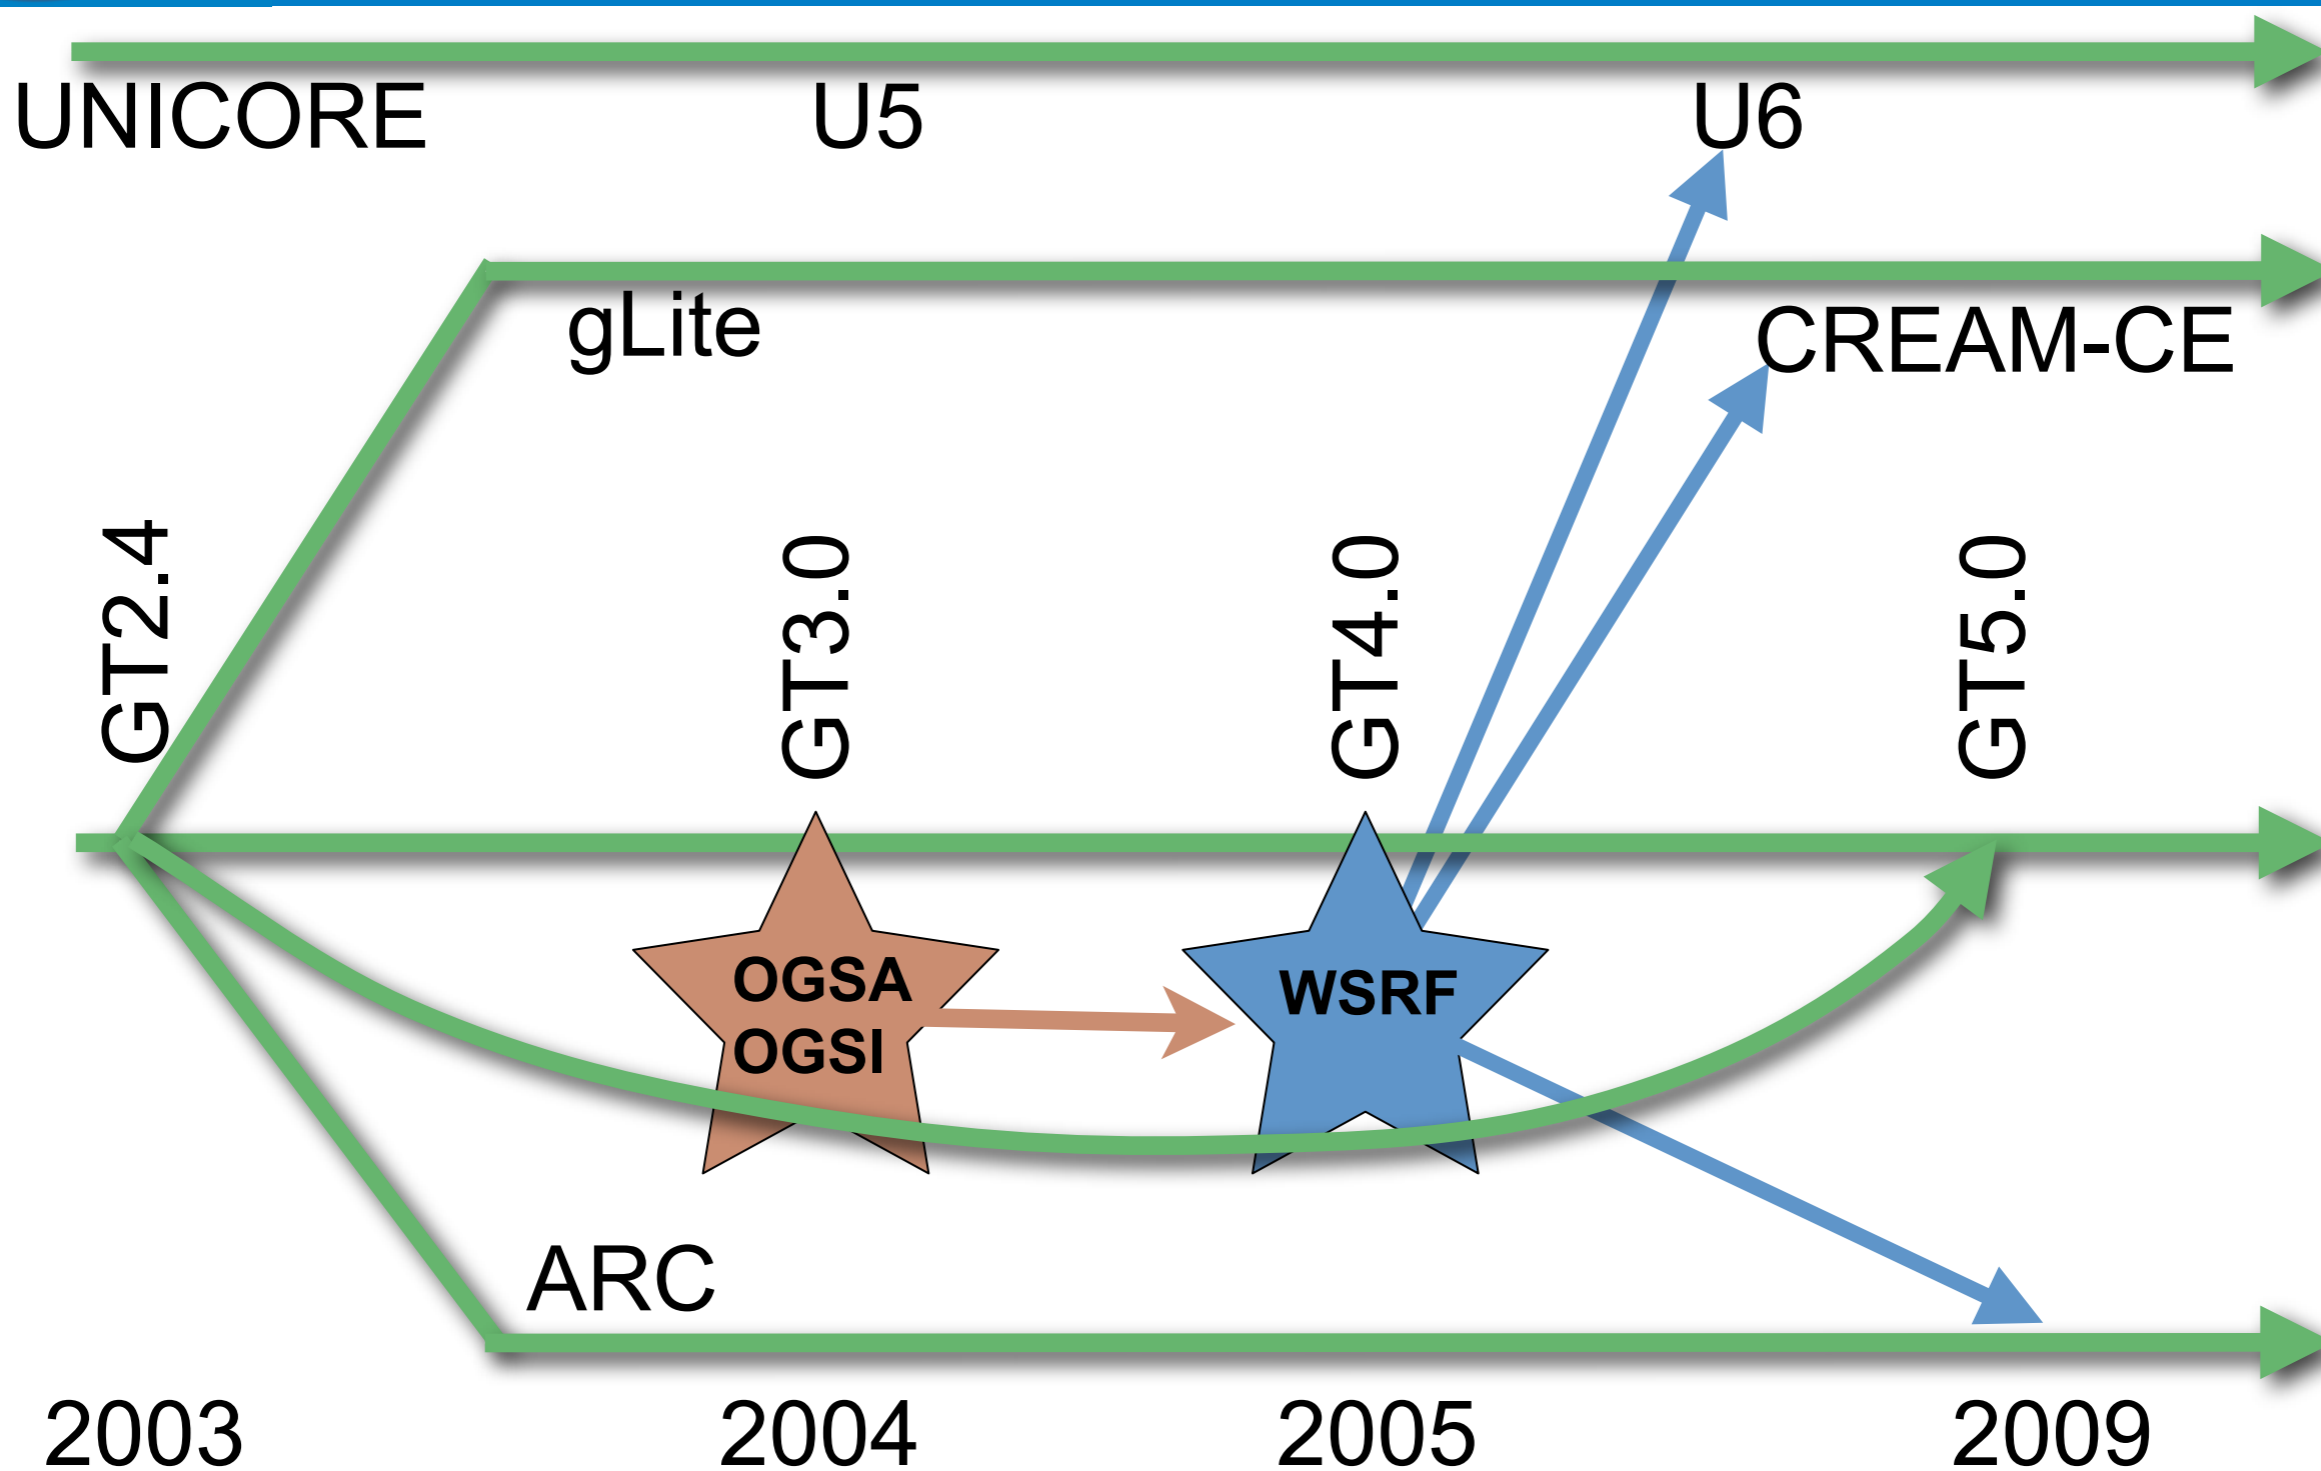 UNICORE
U5
U6
gLite
CREAM-CE
GT2.4
GT3.0
GT4.0
GT5.0
OGSA
OGSI
WSRF
ARC
2003
2004
2005
2009